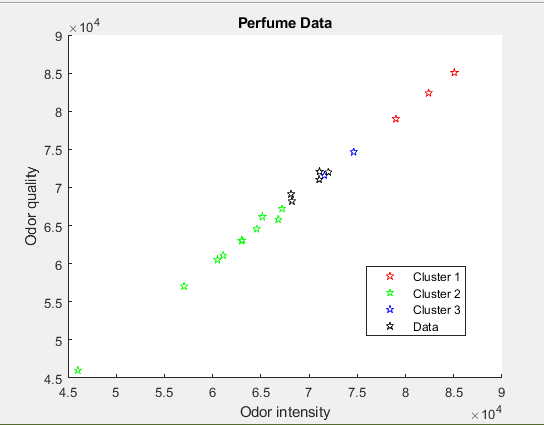 Perfume Data
×10^4
9
8.5
8
7.5
7
6.5
6
5.5
5
4.5
Odor quality
Cluster 1
Cluster 2
Cluster 3
Data
4.5 5 5.5 6 6.5 7 7.5 8 8.5 9
Odor intensity
×10^4